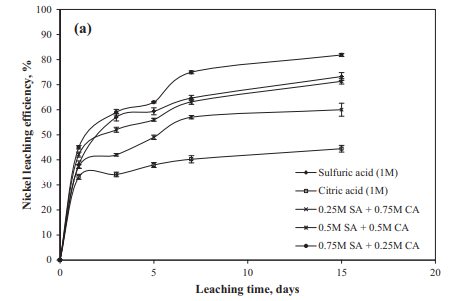 (a)
Nickel leaching efficiency, %
100
90
80
70
60
50
40
30
20
10
0
Sulfuric acid (1M)
Citric acid (1M)
0.25M SA + 0.75M CA
0.5M SA + 0.5M CA
0.75M SA + 0.25M CA
0 5 10 15 20
Leaching time, days